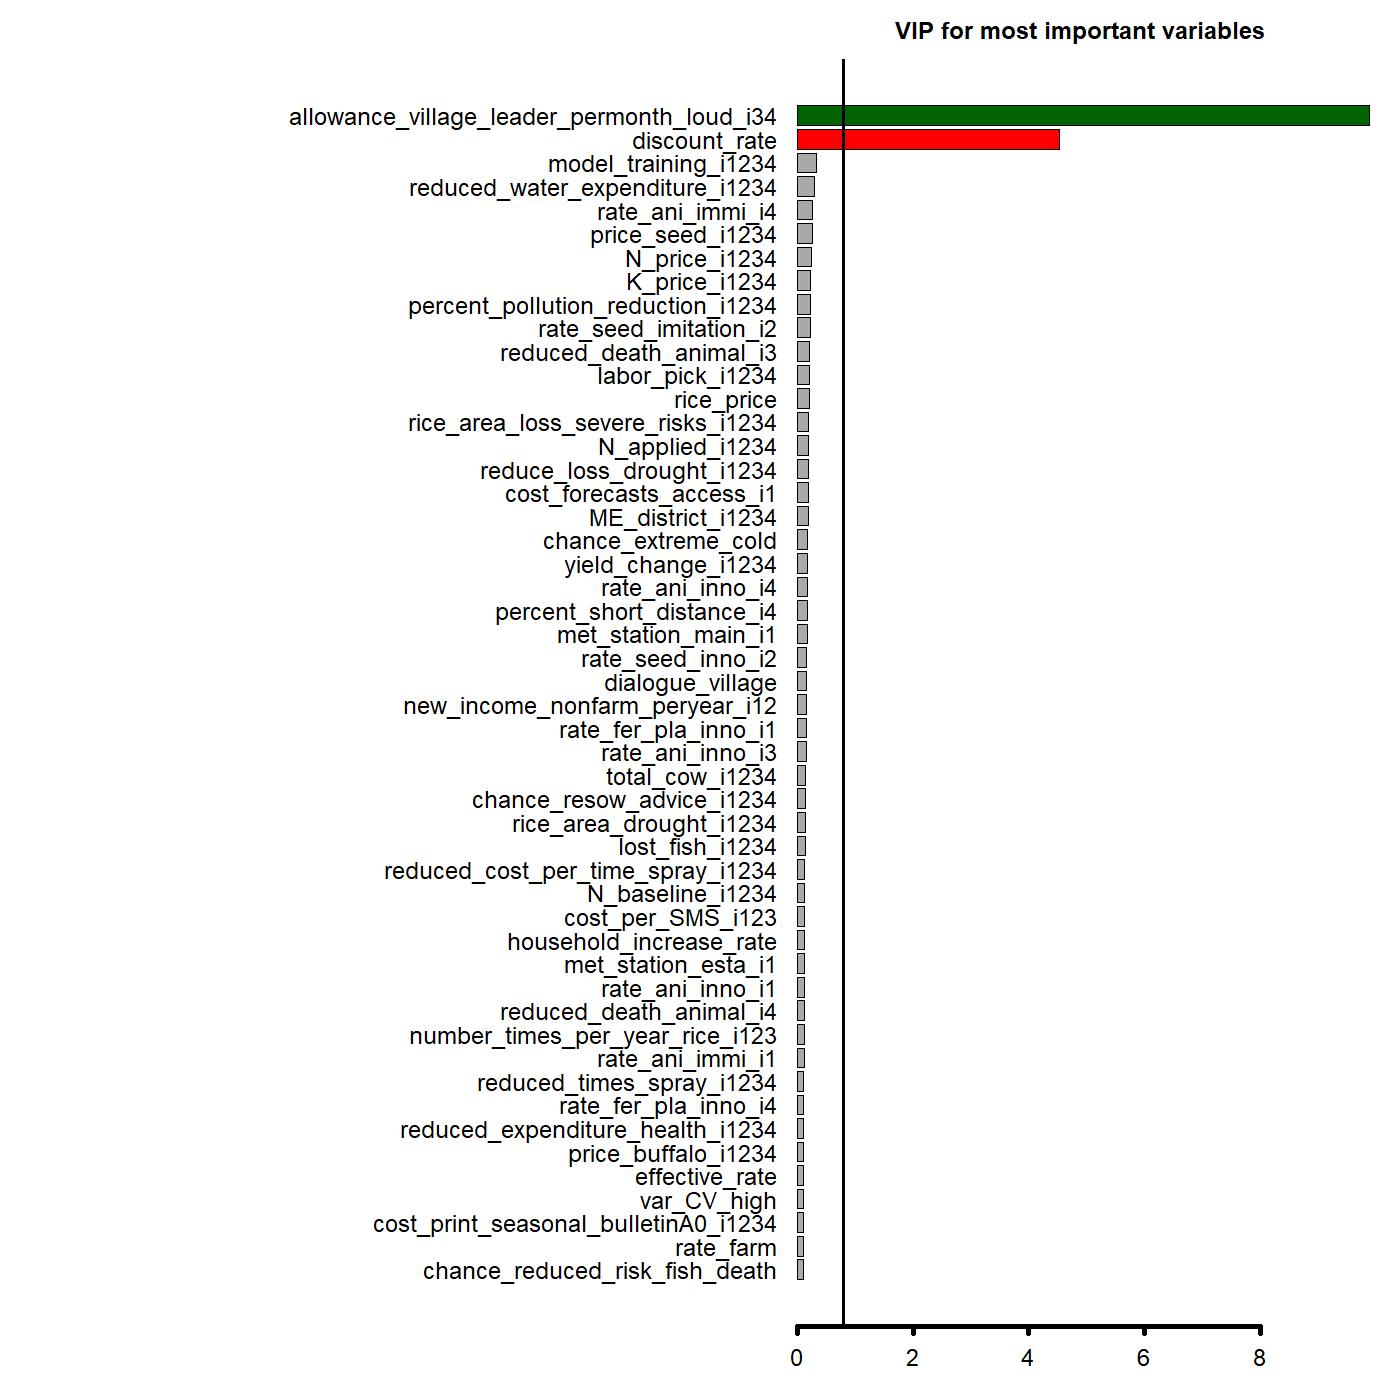 VIP for most important variables
allowance_village_leader_permonth_loud_i34
discount_rate
model_training_i1234
reduced_water_expenditure_i1234
rate_ani_immi_i4
price_seed_i1234
N_price_i1234
K_price_i1234
percent_pollution_reduction_i1234
rate_seed_imitation_i2
reduced_death_animal_i3
labor_pick_i1234
rice_price
rice_area_loss_severe_risks_i1234
N_applied_i1234
reduce_loss_drought_i1234
cost_forecasts_access_i1
ME_district_i1234
chance_extreme_cold
yield_change_i1234
rate_ani_inno_i4
percent_short_distance_i4
met_station_main_i1
rate_seed_inno_i2
dialogue_village
new_income_nonfarm_peryear_i12
rate_fer_pla_inno_i1
rate_ani_inno_i3
total_cow_i1234
chance_resow_advice_i1234
rice_area_drought_i1234
lost_fish_i1234
reduced_cost_per_time_spray_i1234
N_baseline_i1234
cost_per_SMS_i123
household_increase_rate
met_station_esta_i1
rate_ani_inno_i1
reduced_death_animal_i4
number_times_per_year_rice_i123
rate_ani_immi_i1
reduced_times_spray_i1234
rate_fer_pla_inno_i4
reduced_expenditure_health_i1234
price_buffalo_i1234
effective_rate
var_CV_high
cost_print_seasonal_bulletinA0_i1234
rate_farm
chance_reduced_risk_fish_death
0 2 4 6 8